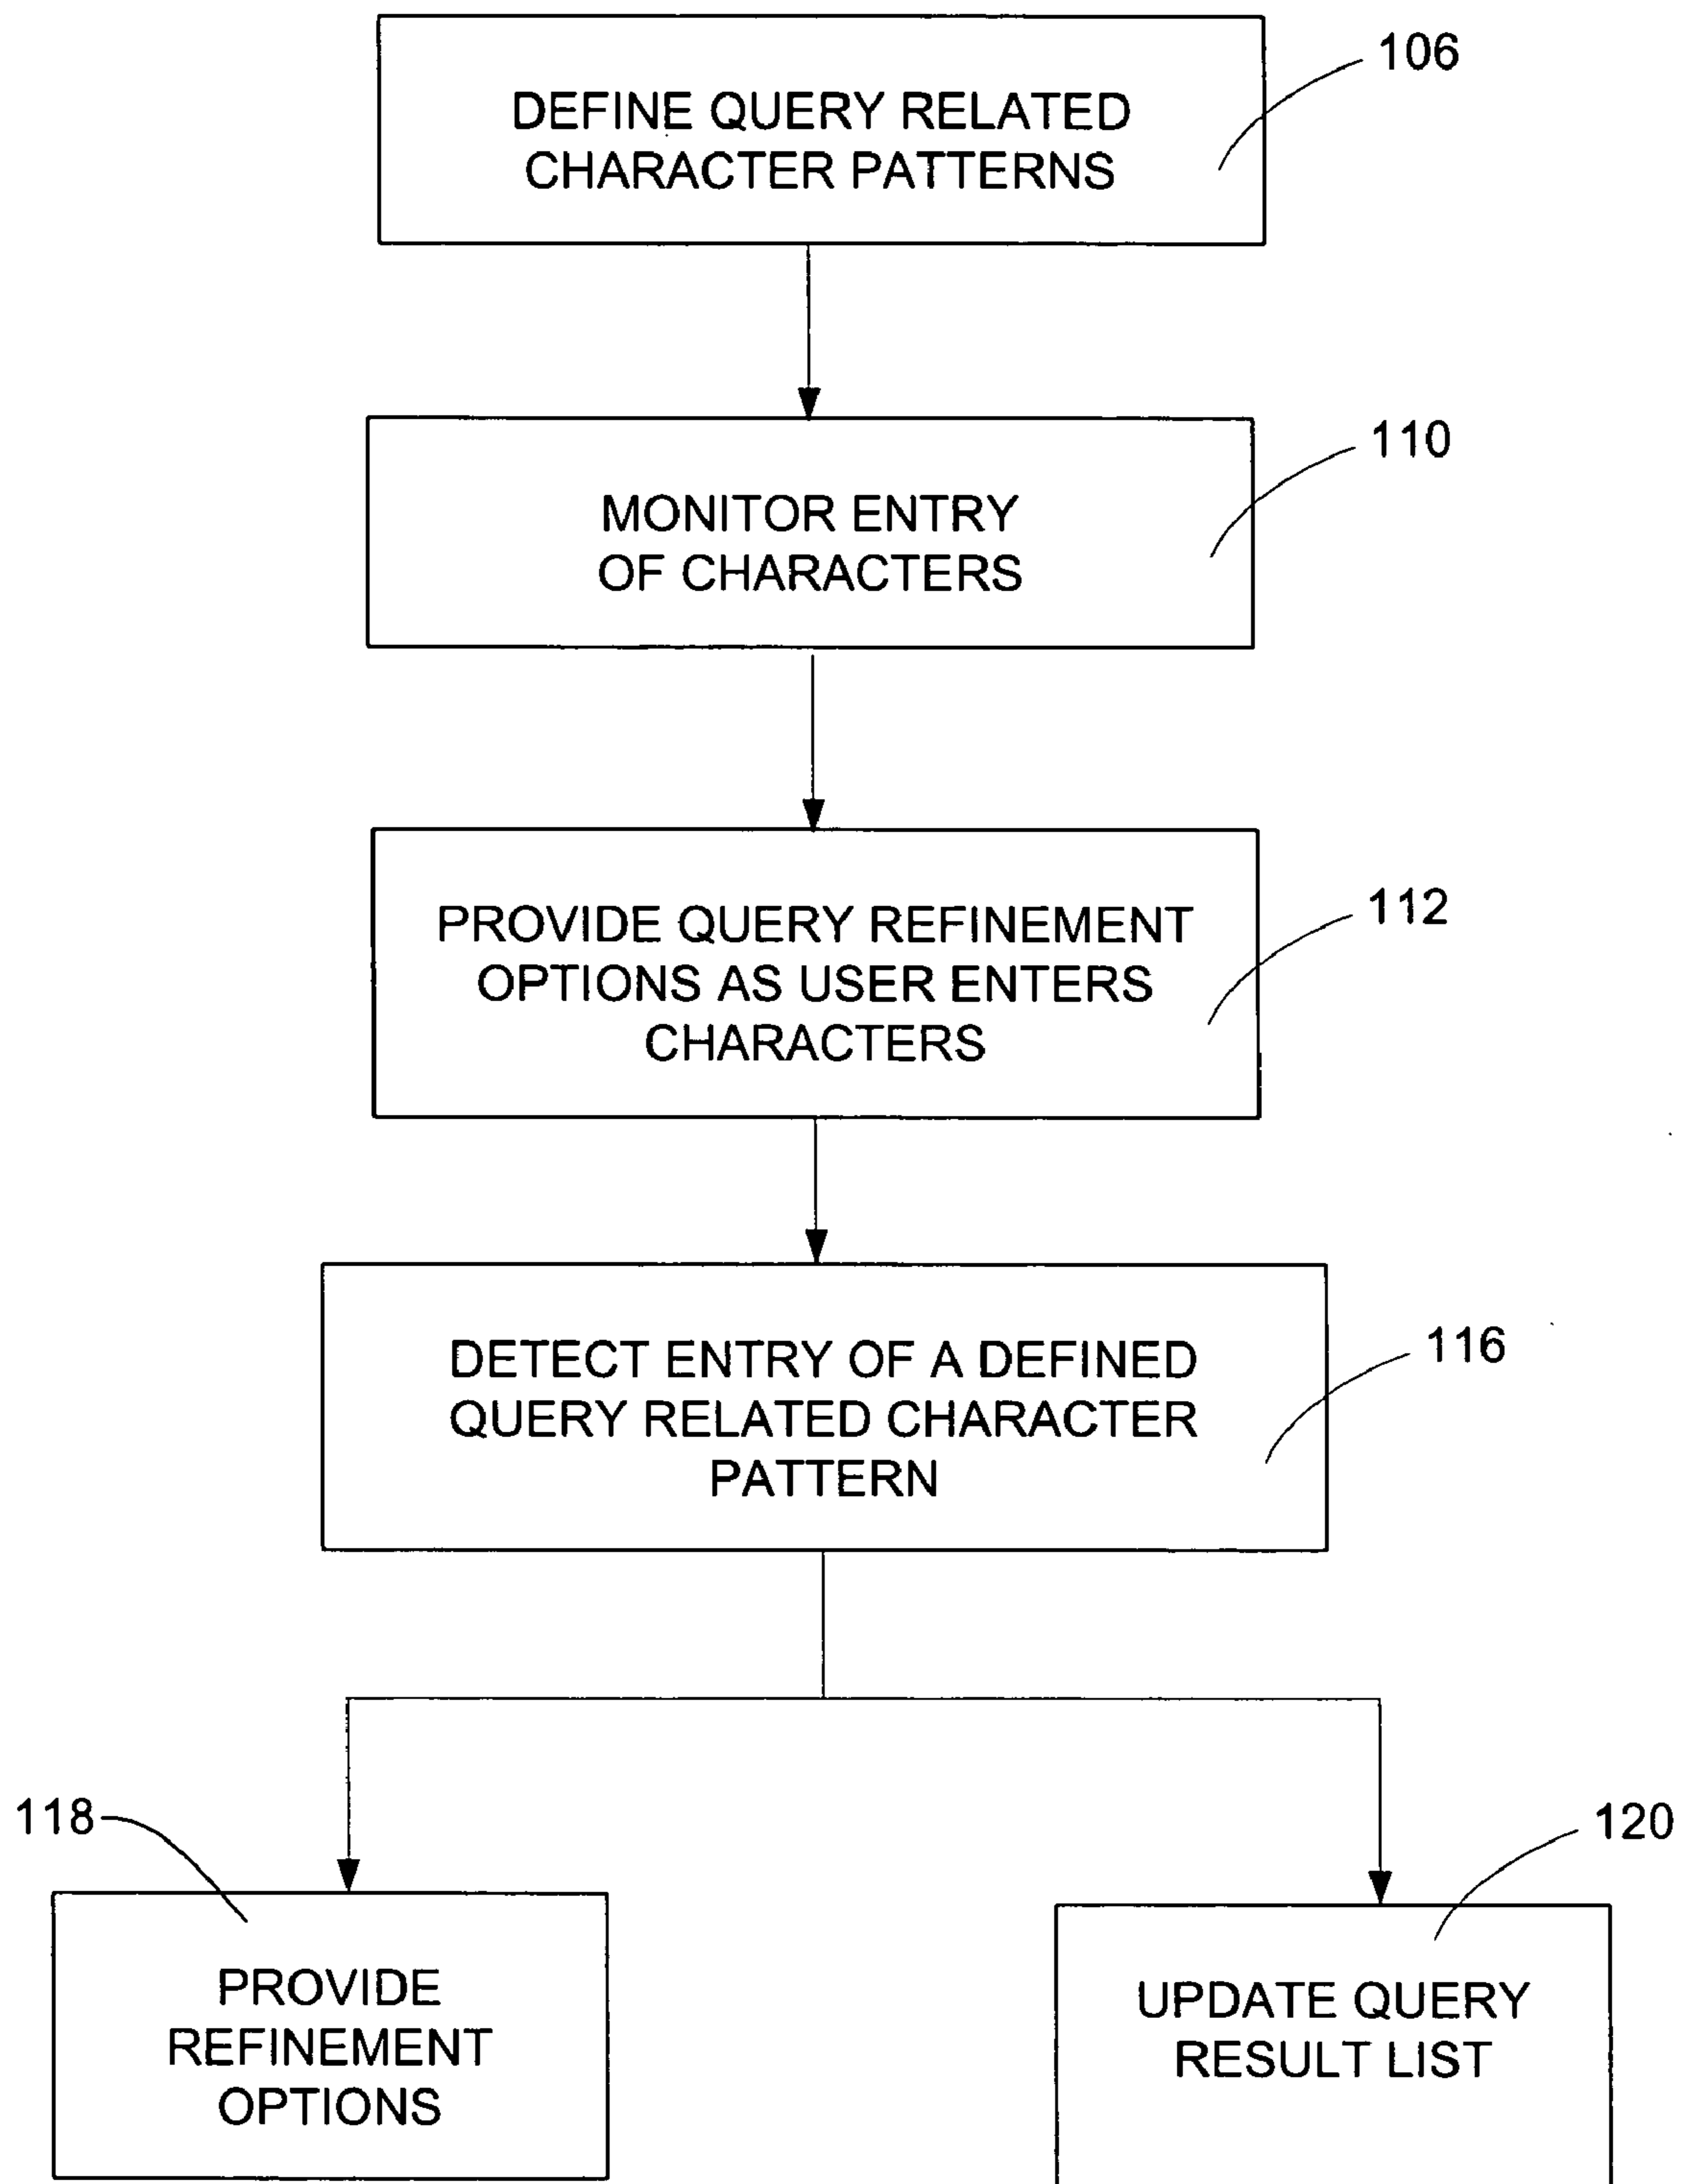 106
DEFINE QUERY RELATED
CHARACTER PATTERNS
110
MONITOR ENTRY
OF CHARACTERS
112
PROVIDE QUERY REFINEMENT
OPTIONS AS USER ENTERS
CHARACTERS
116
DETECT ENTRY OF A DEFINED
QUERY RELATED CHARACTER
PATTERN
118
PROVIDE
REFINEMENT
OPTIONS
120
UPDATE QUERY
RESULT LIST